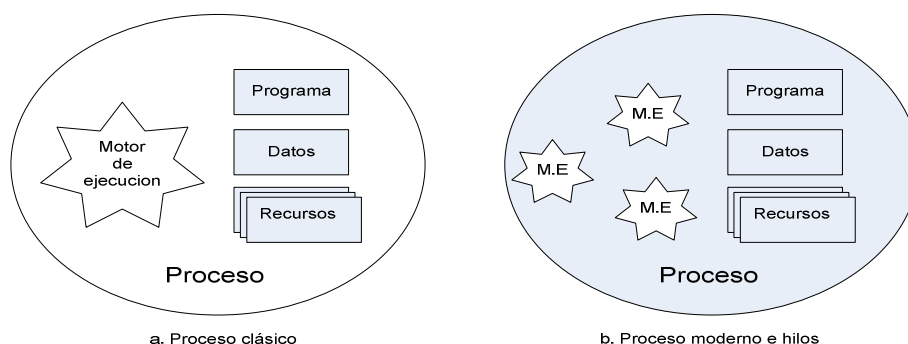 Programa
Motor
de
ejecucion
Datos
Recursos
Proceso
a. Proceso clásico
M.E
M.E
M.E
Programa
Datos
Recursos
Proceso
b. Proceso moderno e hilos